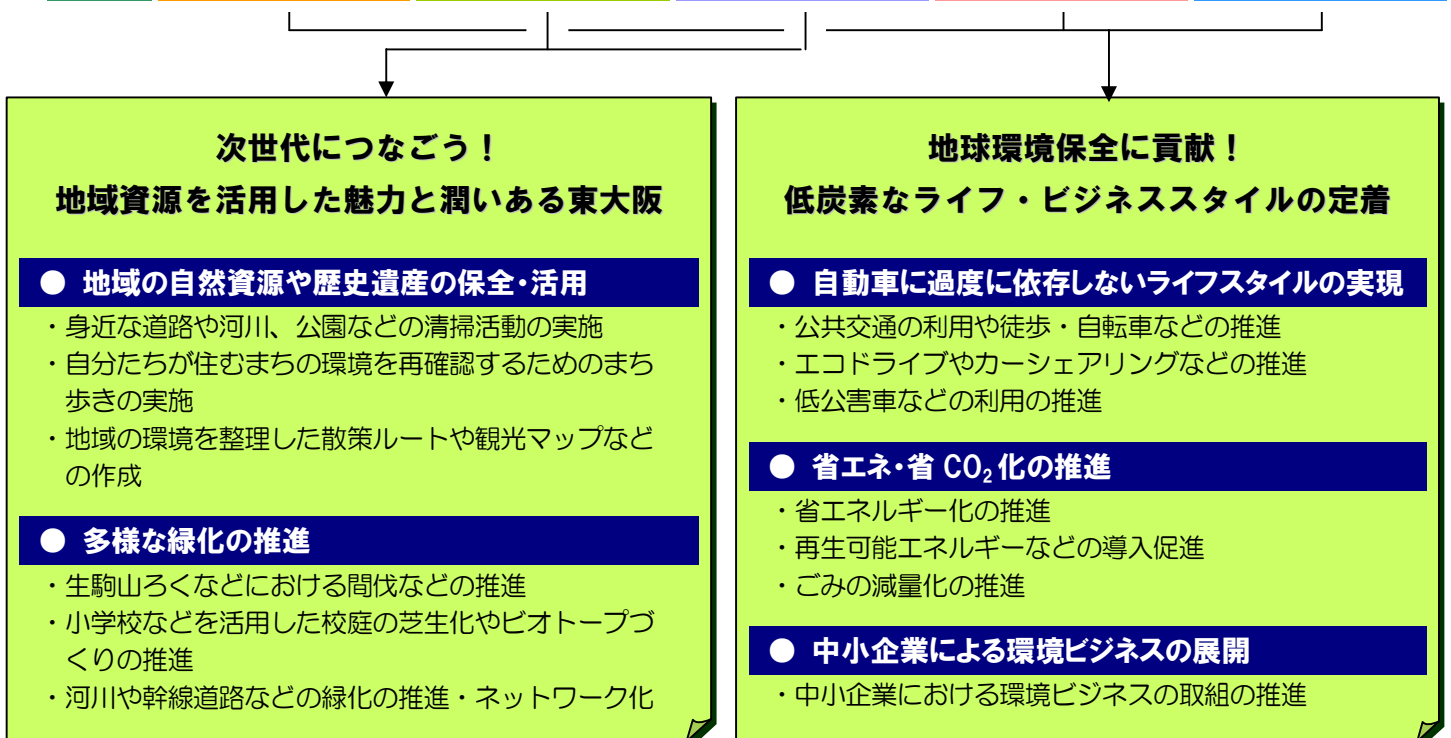 次世代につなごう！
地域資源を活用した魅力と潤いある東大阪
● 地域の自然資源や歴史遺産の保全･活用
・身近な道路や河川、公園などの清掃活動の実施
・自分たちが住むまちの環境を再確認するためのまち
歩きの実施
・地域の環境を整理した散策ルートや観光マップなど
の作成
● 多様な緑化の推進
・生駒山ろくなどにおける間伐などの推進
・小学校などを活用した校庭の芝生化やビオトープづ
くりの推進
・河川や幹線道路などの緑化の推進・ネットワーク化
地球環境保全に貢献！
低炭素なライフ・ビジネススタイルの定着
● 自動車に過度に依存しないライフスタイルの実現
・公共交通の利用や徒歩・自転車などの推進
・エコドライブやカーシェアリングなどの推進
・低公害車などの利用の推進
● 省エネ･省 CO₂化の推進
・省エネルギー化の推進
・再生可能エネルギーなどの導入促進
・ごみの減量化の推進
● 中小企業による環境ビジネスの展開
・中小企業における環境ビジネスの取組の推進